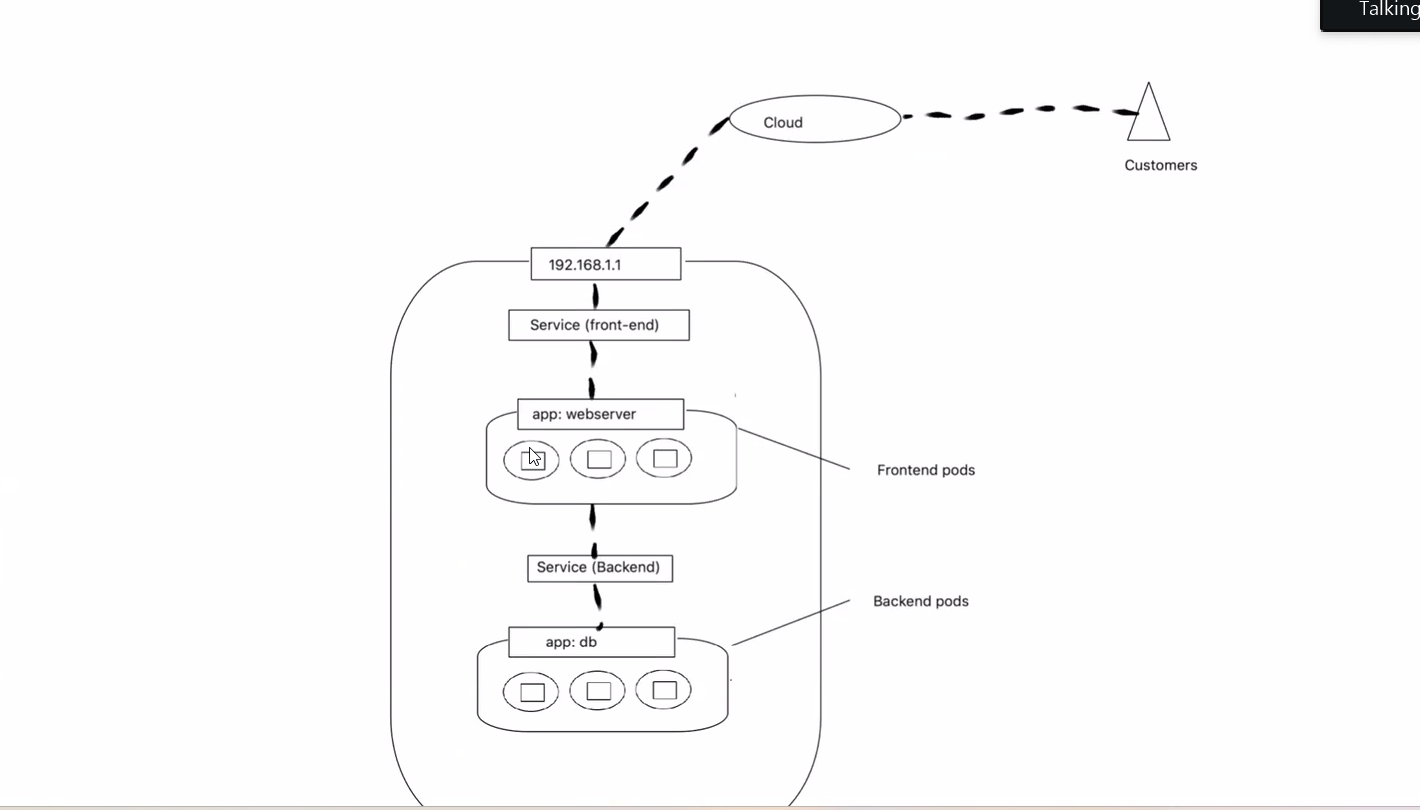 Talking
Cloud
Customers
192.168.1.1
Service (front-end)
app: webserver
Frontend pods
Service (Backend)
Backend pods
app: db